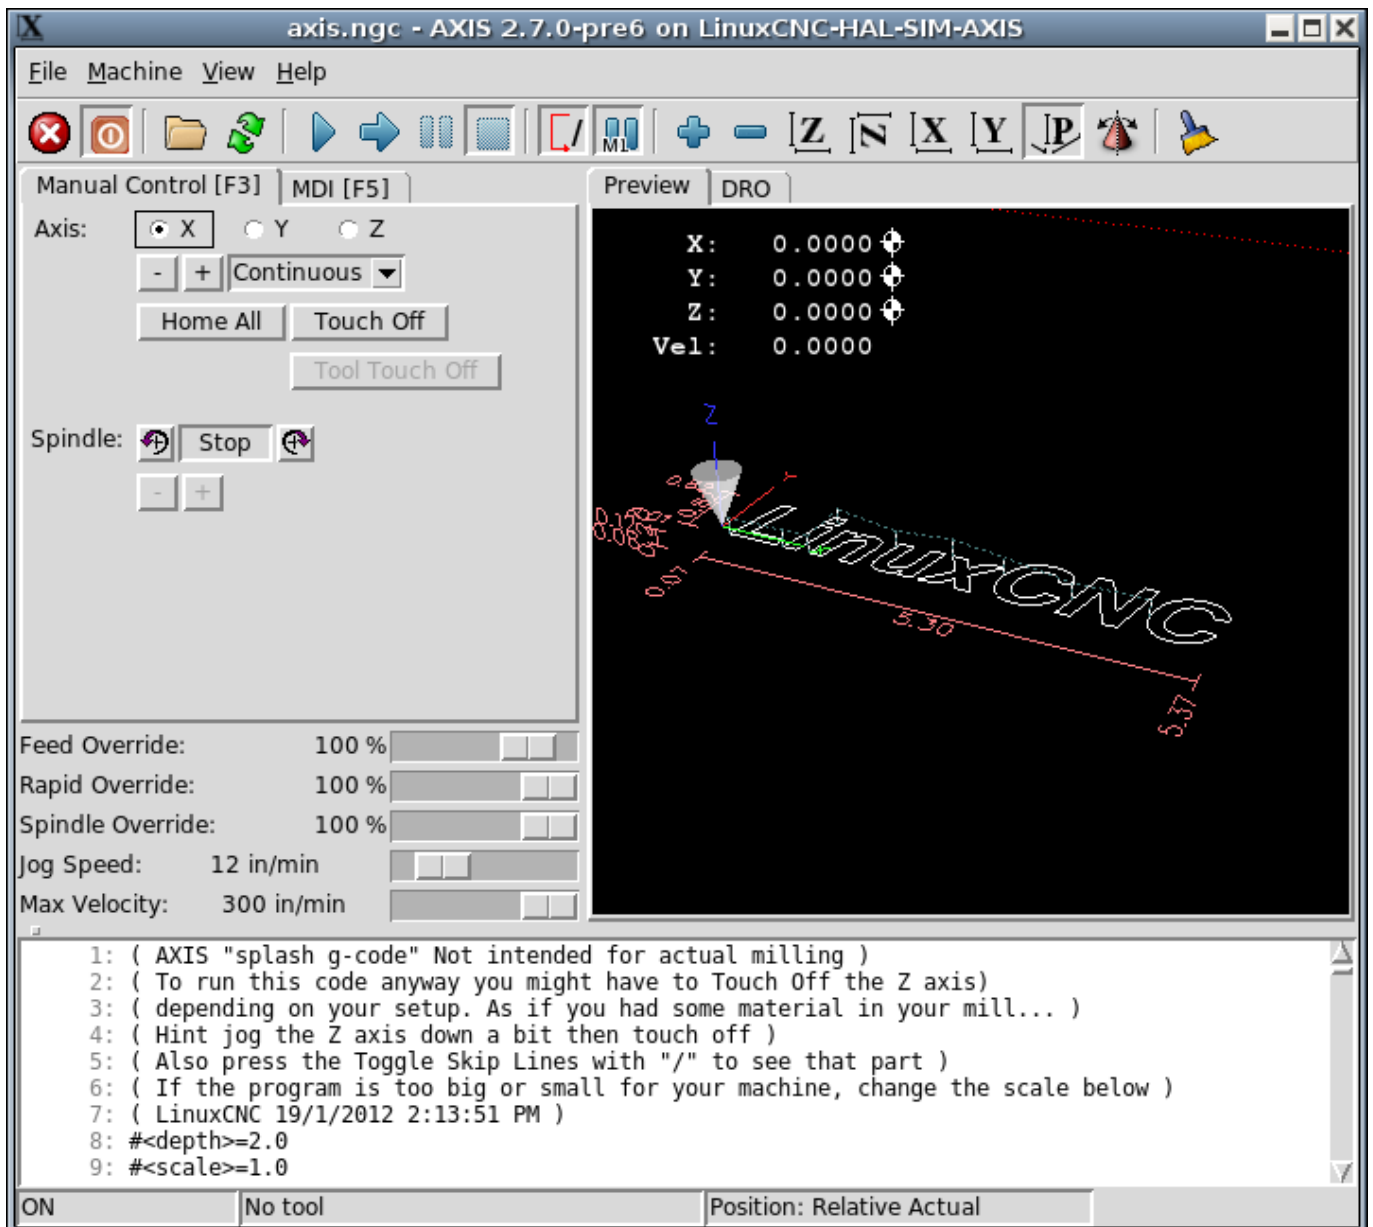 axis.ngc - AXIS 2.7.0-pre6 on LinuxCNC-HAL-SIM-AXIS
File Machine View Help
M1 Z N X Y P
Manual Control [F3] MDI [F5]
Preview DRO
Axis: X Y Z
- + Continuous
Home All Touch Off
Tool Touch Off
Spindle: Stop
- +
X: 0.0000
Y: 0.0000
Z: 0.0000
Vel: 0.0000
Z
Y
LinuxCNC
0.07
5.30
5.37
Feed Override: 100 %
Rapid Override: 100 %
Spindle Override: 100 %
Jog Speed: 12 in/min
Max Velocity: 300 in/min
1: ( AXIS "splash g-code" Not intended for actual milling )
2: ( To run this code anyway you might have to Touch Off the Z axis)
3: ( depending on your setup. As if you had some material in your mill... )
4: ( Hint jog the Z axis down a bit then touch off )
5: ( Also press the Toggle Skip Lines with "/" to see that part )
6: ( If the program is too big or small for your machine, change the scale below )
7: ( LinuxCNC 19/1/2012 2:13:51 PM )
8: #<depth>=2.0
9: #<scale>=1.0
ON No tool Position: Relative Actual